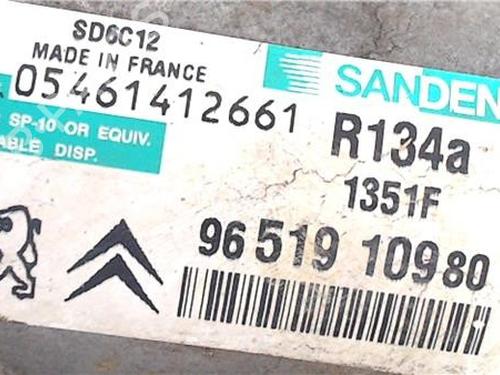 SD6C12
MADE IN FRANCE
05461412661
SP-10 OR EQUIV.
ABLE DISP.
SANDEN
R134a
1351F
96 519 109 80